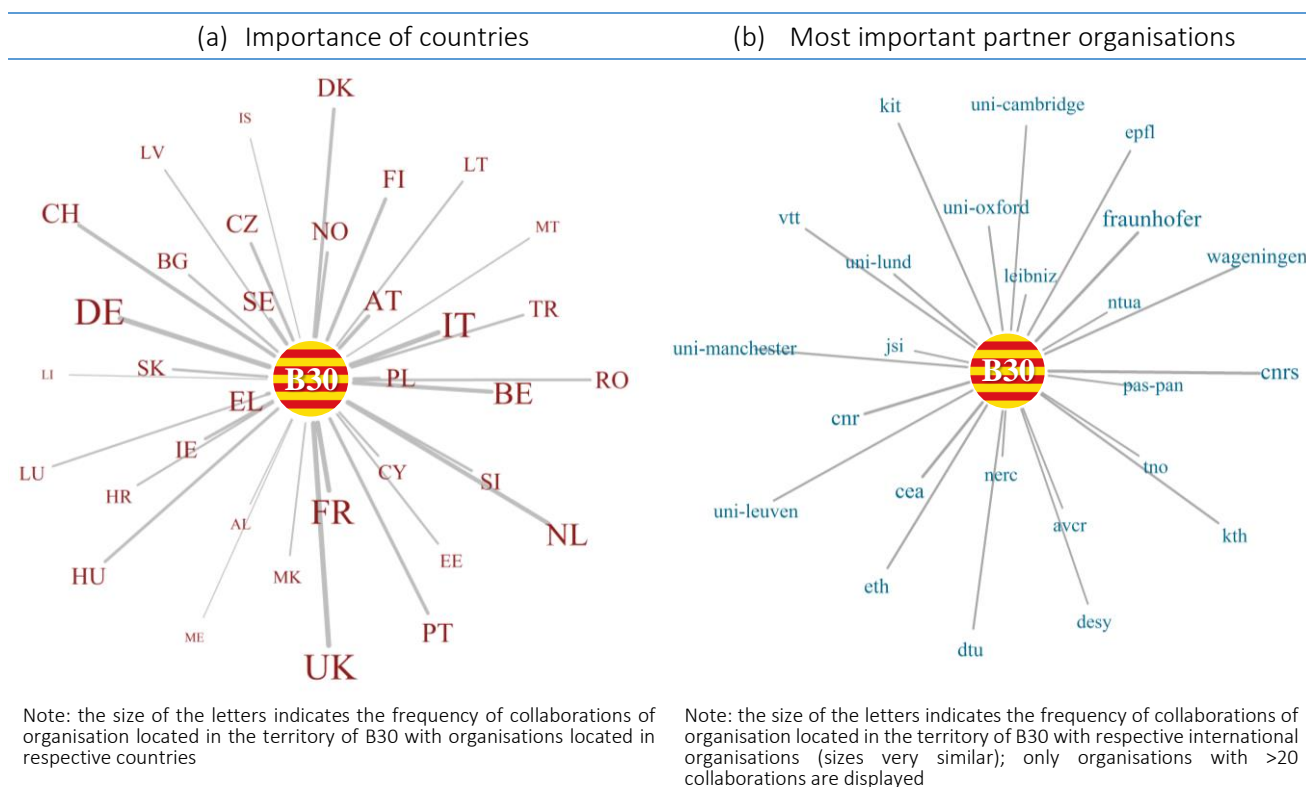 (a) Importance of countries
(b) Most important partner organisations
DK
IS
LV
LT
FI
CH
CZ
NO
MT
BG
SE
AT
DE
IT
TR
LI
SK
B30
PL
RO
BE
EL
IE
LU
HR
CY
SI
FR
AL
NL
HU
MK
EE
ME
PT
UK
kit
uni-cambridge
epfl
vtt
uni-oxford
fraunhofer
uni-lund
leibniz
wageningen
ntua
uni-manchester
jsi
B30
cnrs
pas-pan
cnr
tno
nerc
cea
uni-leuven
avcr
kth
eth
desy
dtu
Note: the size of the letters indicates the frequency of collaborations of
organisation located in the territory of B30 with organisations located in
respective countries
Note: the size of the letters indicates the frequency of collaborations of
organisation located in the territory of B30 with respective international
organisations (sizes very similar); only organisations with >20
collaborations are displayed